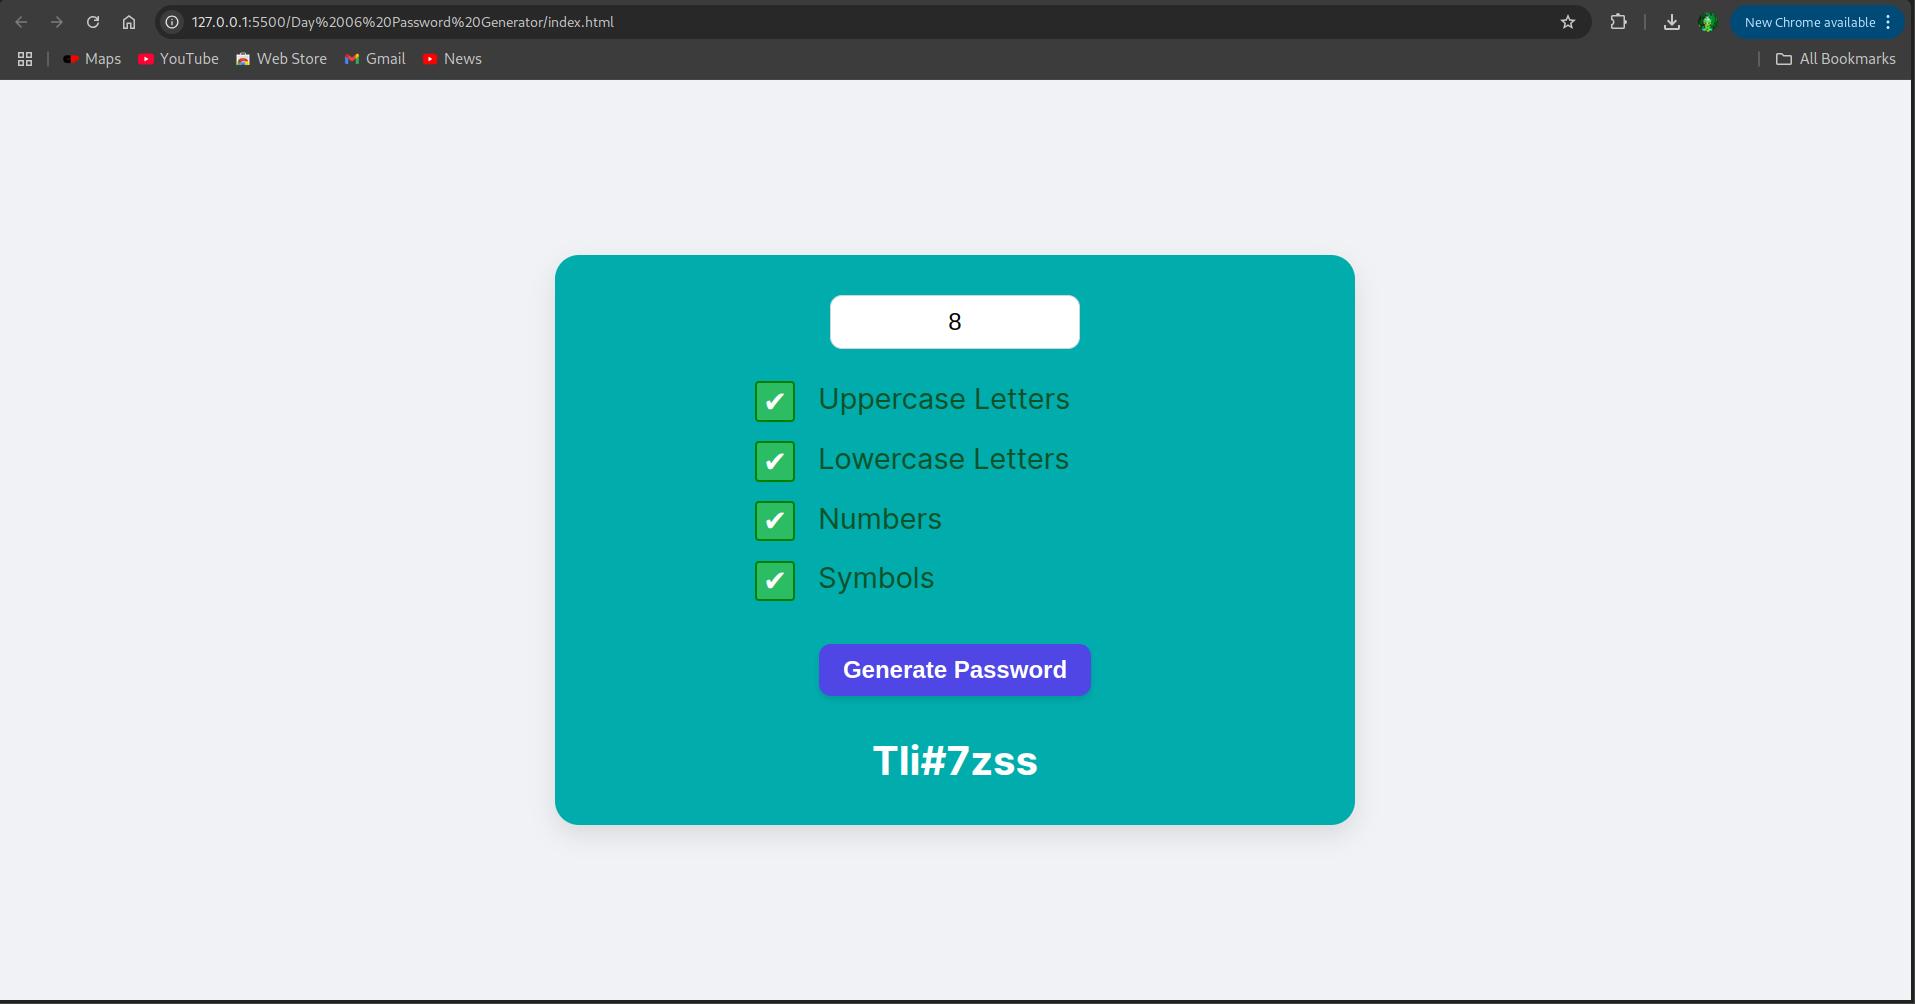 127.0.0.1:5500/Day%2006%20Password%20Generator/index.html
New Chrome available
Maps YouTube Web Store Gmail News All Bookmarks
8
✔ Uppercase Letters
✔ Lowercase Letters
✔ Numbers
✔ Symbols
Generate Password
Tli#7zss